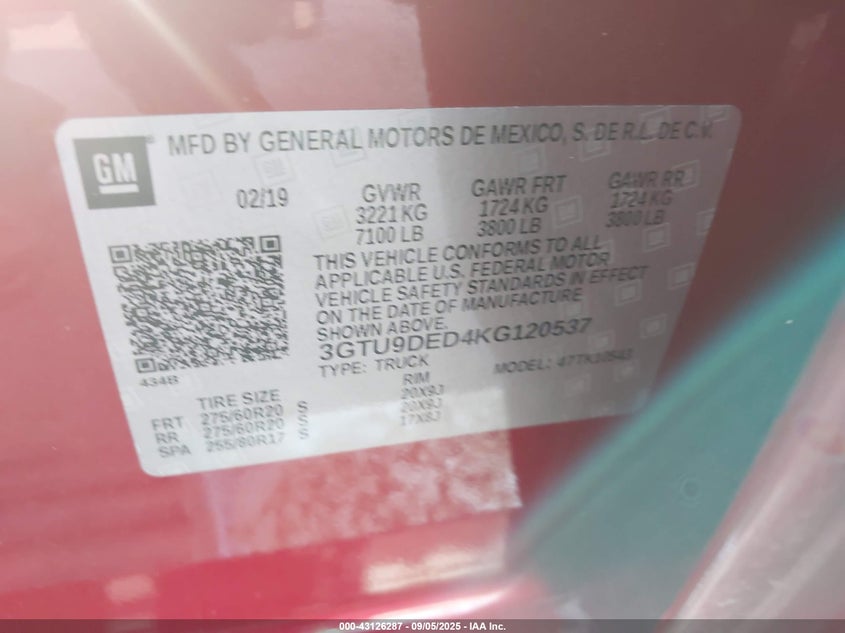 GM
MFD BY GENERAL MOTORS DE MEXICO, S. DE R.L. DE C.V.
02/19 GVWR GAWR FRT GAWR RR
3221 KG 1724 KG 1724 KG
7100 LB 3800 LB 3800 LB
THIS VEHICLE CONFORMS TO ALL
APPLICABLE U.S. FEDERAL MOTOR
VEHICLE SAFETY STANDARDS IN EFFECT
ON THE DATE OF MANUFACTURE
SHOWN ABOVE.
3GTU9DED4KG120537
TYPE: TRUCK MODEL: 47TK10543
434B
TIRE SIZE RIM
FRT 275/60R20 S 20X9J
RR 275/60R20 S 20X9J
SPA 255/80R17 S 17X8J
000-43126287 - 09/05/2025 - IAA Inc.